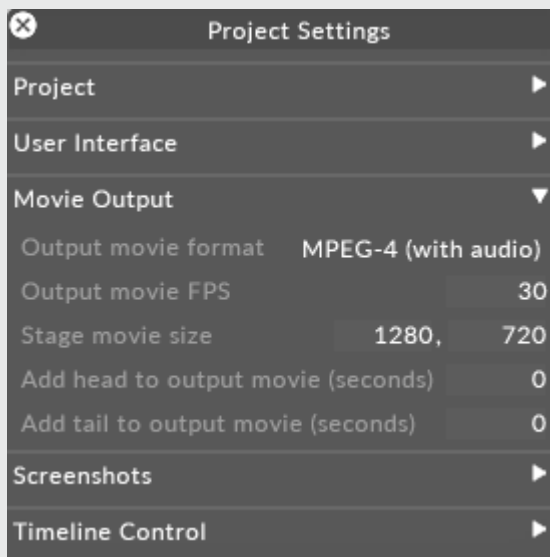 Project Settings
Project
User Interface
Movie Output
Output movie format MPEG-4 (with audio)
Output movie FPS 30
Stage movie size 1280, 720
Add head to output movie (seconds) 0
Add tail to output movie (seconds) 0
Screenshots
Timeline Control